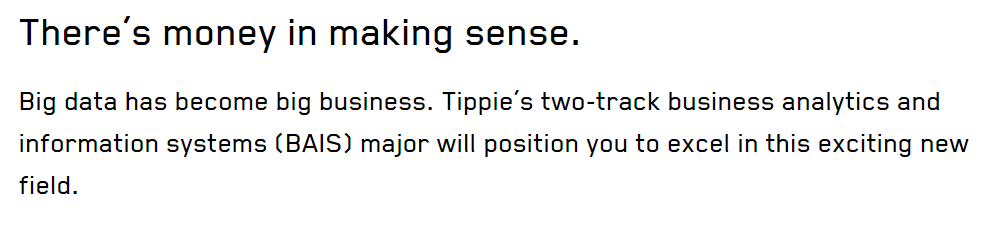 There's money in making sense.
Big data has become big business. Tippie's two-track business analytics and
information systems (BAIS) major will position you to excel in this exciting new
field.